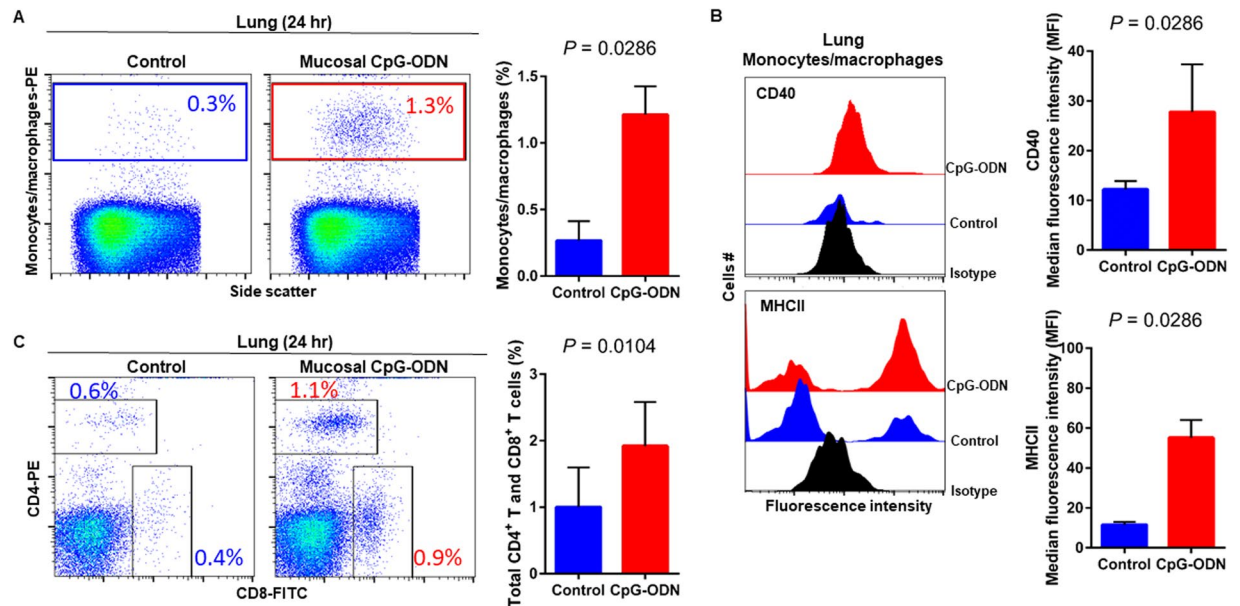 A
Lung (24 hr)
Control
Mucosal CpG-ODN
Monocytes/macrophages-PE
0.3%
1.3%
Side scatter
P = 0.0286
Monocytes/macrophages (%)
1.5
1.0
0.5
0.0
Control CpG-ODN
B
Lung
Monocytes/macrophages
CD40
CpG-ODN
Control
Isotype
Cells #
MHCII
CpG-ODN
Control
Isotype
Fluorescence intensity
P = 0.0286
CD40
Median fluorescence intensity (MFI)
40
30
20
10
0
Control CpG-ODN
P = 0.0286
MHCII
Median fluorescence intensity (MFI)
100
80
60
40
20
0
Control CpG-ODN
C
Lung (24 hr)
Control
Mucosal CpG-ODN
CD4-PE
0.6%
1.1%
0.4%
0.9%
CD8-FITC
P = 0.0104
Total CD4⁺ T and CD8⁺ T cells (%)
3
2
1
0
Control CpG-ODN